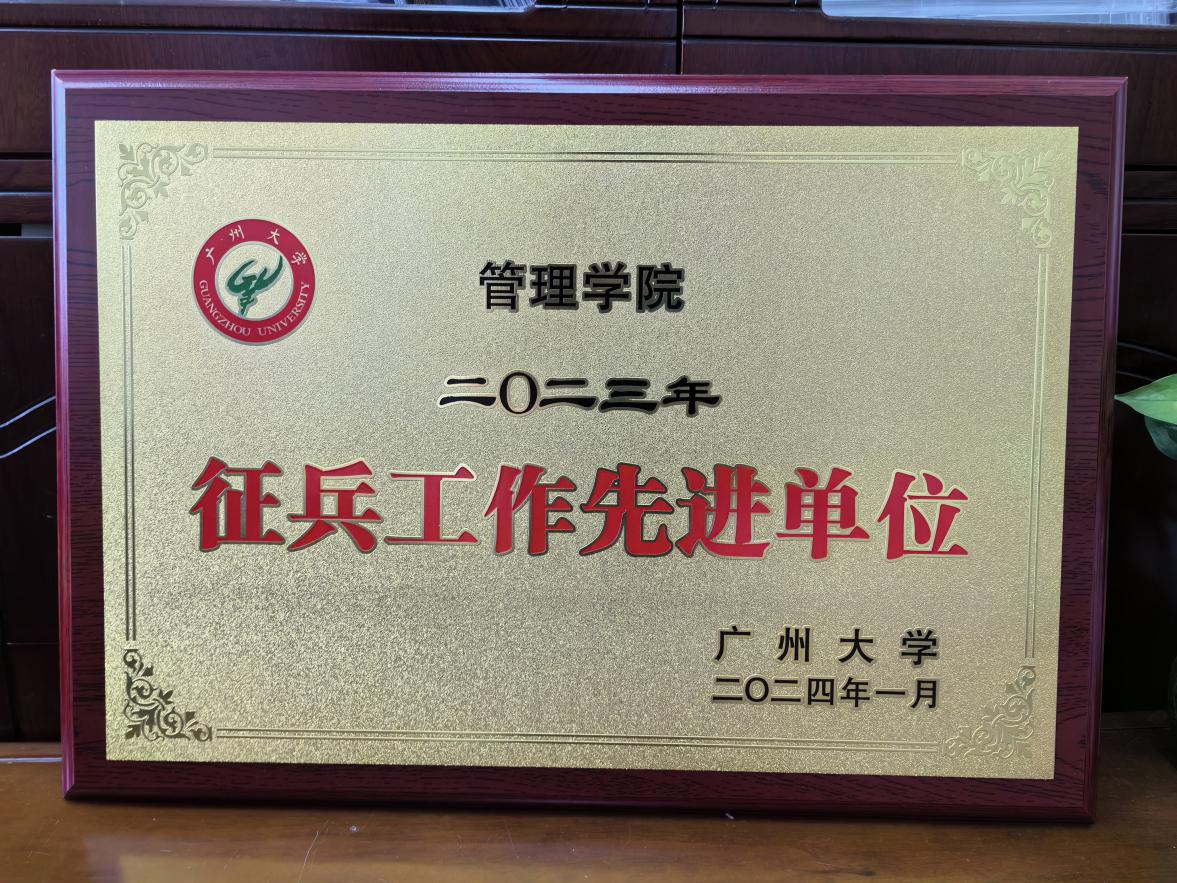 广州大学
GUANGZHOU UNIVERSITY
管理学院
二〇二三年
征兵工作先进单位
广州大学
二〇二四年一月